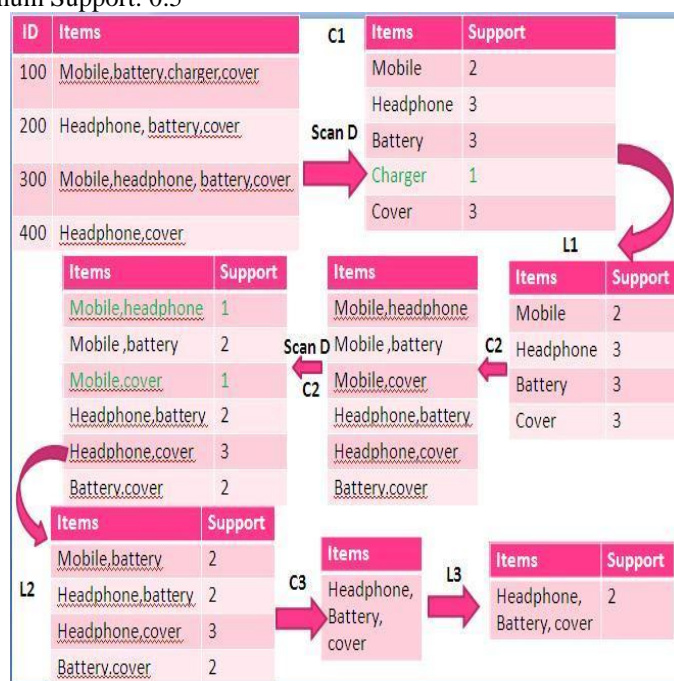 ID Items
100 Mobile,battery.charger,cover
200 Headphone, battery,cover
300 Mobile,headphone, battery,cover
400 Headphone,cover
C1
Scan D
Items Support
Mobile 2
Headphone 3
Battery 3
Charger 1
Cover 3
L1
Items Support
Mobile 2
Headphone 3
Battery 3
Cover 3
C2
Items
Mobile,headphone
Mobile ,battery
Mobile,cover
Headphone,battery
Headphone,cover
Battery.cover
Scan D
C2
Items Support
Mobile,headphone 1
Mobile ,battery 2
Mobile.cover 1
Headphone,battery 2
Headphone,cover 3
Battery.cover 2
L2
Items Support
Mobile,battery 2
Headphone,battery 2
Headphone,cover 3
Battery,cover 2
C3
Items
Headphone,
Battery,
cover
L3
Items Support
Headphone, 2
Battery, cover